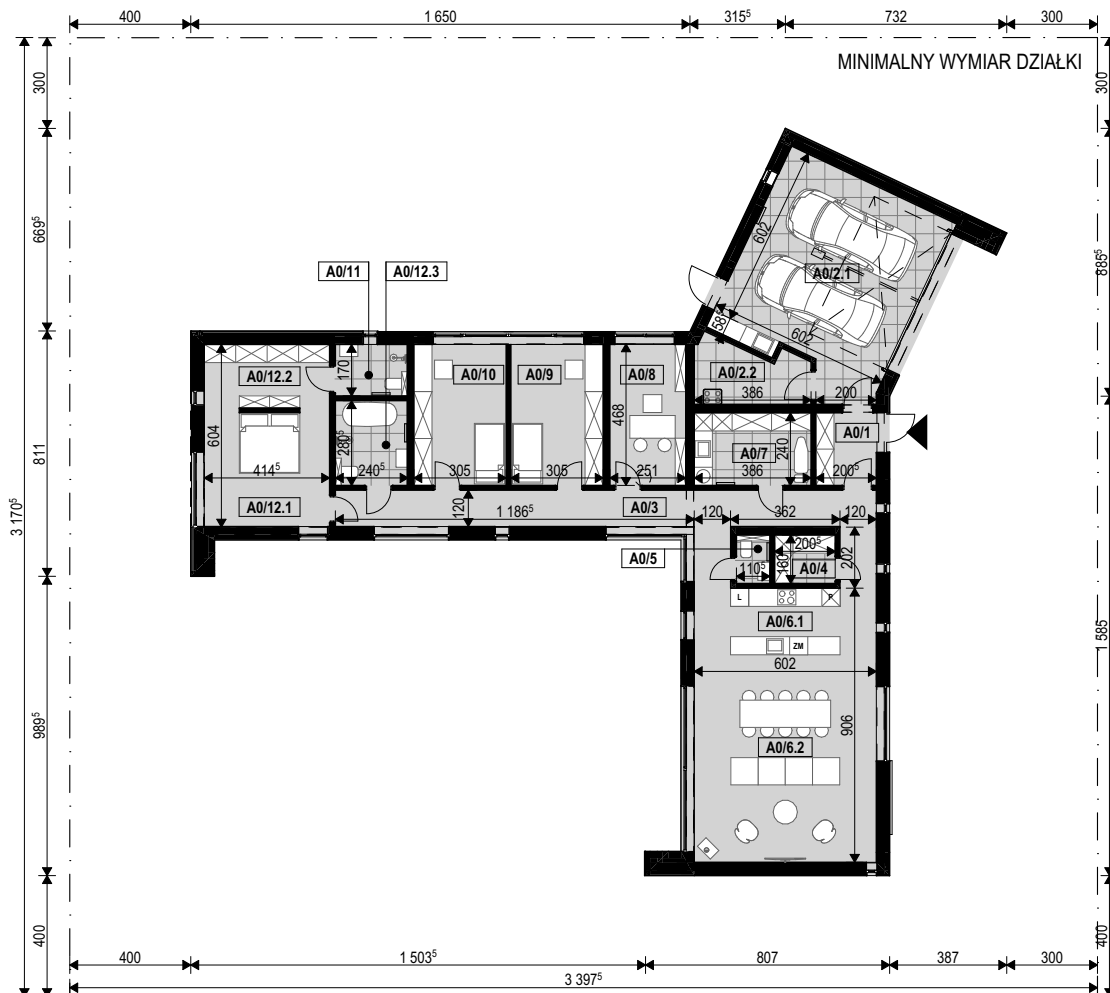 400 1 650 315⁵ 732 300
MINIMALNY WYMIAR DZIAŁKI
300 300
669⁵ 885⁵
602
A0/2.1
A0/11 A0/12.3
58⁵ 602
170
A0/12.2 A0/10 A0/9 A0/8 A0/2.2
386 200
468
604
280⁵
A0/7 240 A0/1
811
414⁵ 240⁵ 305 305 251 386 200⁵
A0/12.1 120 A0/3
1 186⁵ 120 362 120
3 170⁵
A0/5 200⁵ 202
110⁵ 160 A0/4
L P
A0/6.1
ZM
602
1 585
989⁵
906
A0/6.2
400 400
400 1 503⁵ 807 387 300
3 397⁵